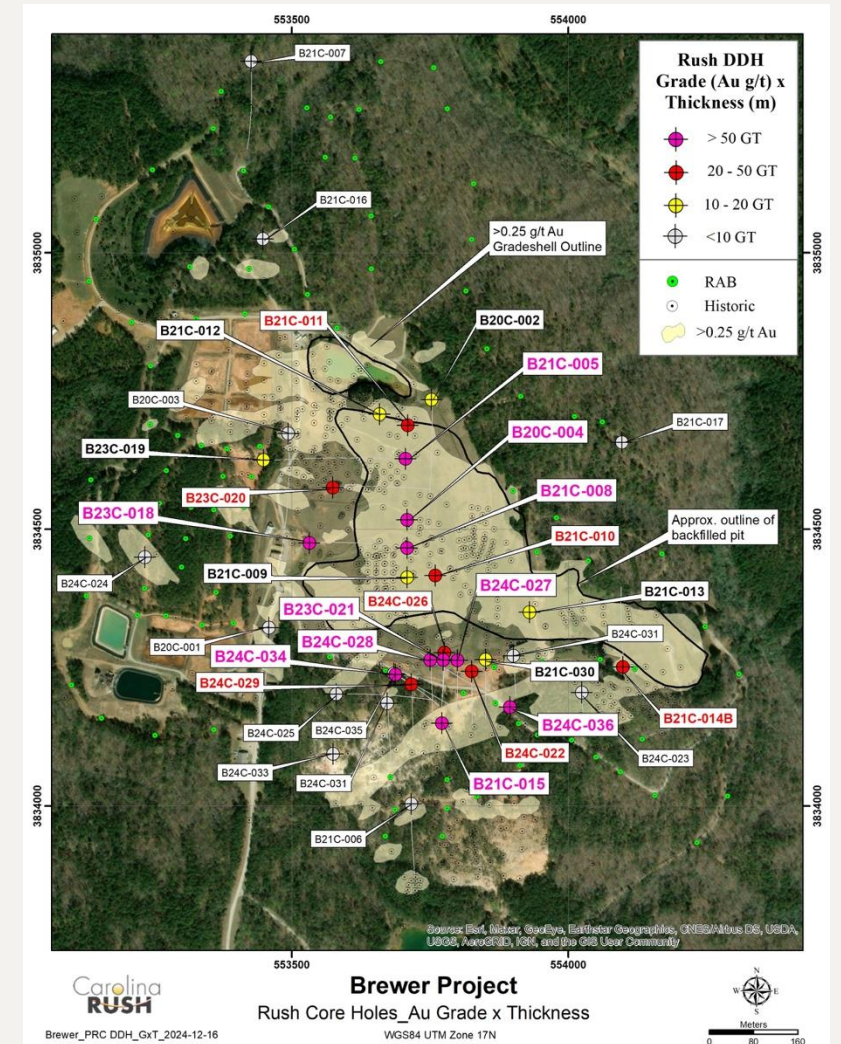 553500
554000
B21C-007
Rush DDH
Grade (Au g/t) x
Thickness (m)
> 50 GT
20 - 50 GT
10 - 20 GT
<10 GT
RAB
Historic
>0.25 g/t Au
B21C-016
>0.25 g/t Au
Gradeshell Outline
3835000
3835000
B21C-012
B21C-011
B20C-002
B21C-005
B20C-003
B21C-017
B20C-004
B23C-019
B21C-008
B23C-020
B23C-018
Approx. outline of
backfilled pit
3834500
3834500
B21C-010
B21C-009
B24C-024
B24C-027
B24C-026
B21C-013
B23C-021
B20C-001
B24C-028
B24C-031
B24C-034
B21C-030
B24C-029
B21C-014B
B24C-025
B24C-035
B24C-036
B24C-022
B24C-023
B24C-033
B24C-031
B21C-015
3834000
3834000
B21C-006
Source: Esri, Maxar, GeoEye, Earthstar Geographics, CNES/Airbus DS, USDA,
USGS, AeroGRID, IGN, and the GIS User Community
553500
554000
Carolina
RUSH
Brewer Project
Rush Core Holes_Au Grade x Thickness
Brewer_PRC DDH_GxT_2024-12-16
WGS84 UTM Zone 17N
N
W
E
S
Meters
0 80 160